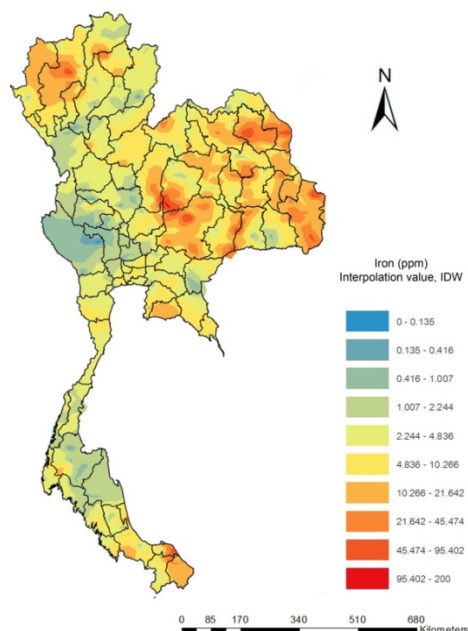 N
Iron (ppm)
Interpolation value, IDW
0 - 0.135
0.135 - 0.416
0.416 - 1.007
1.007 - 2.244
2.244 - 4.836
4.836 - 10.266
10.266 - 21.642
21.642 - 45.474
45.474 - 95.402
95.402 - 200
0 85 170 340 510 680
Kilometers